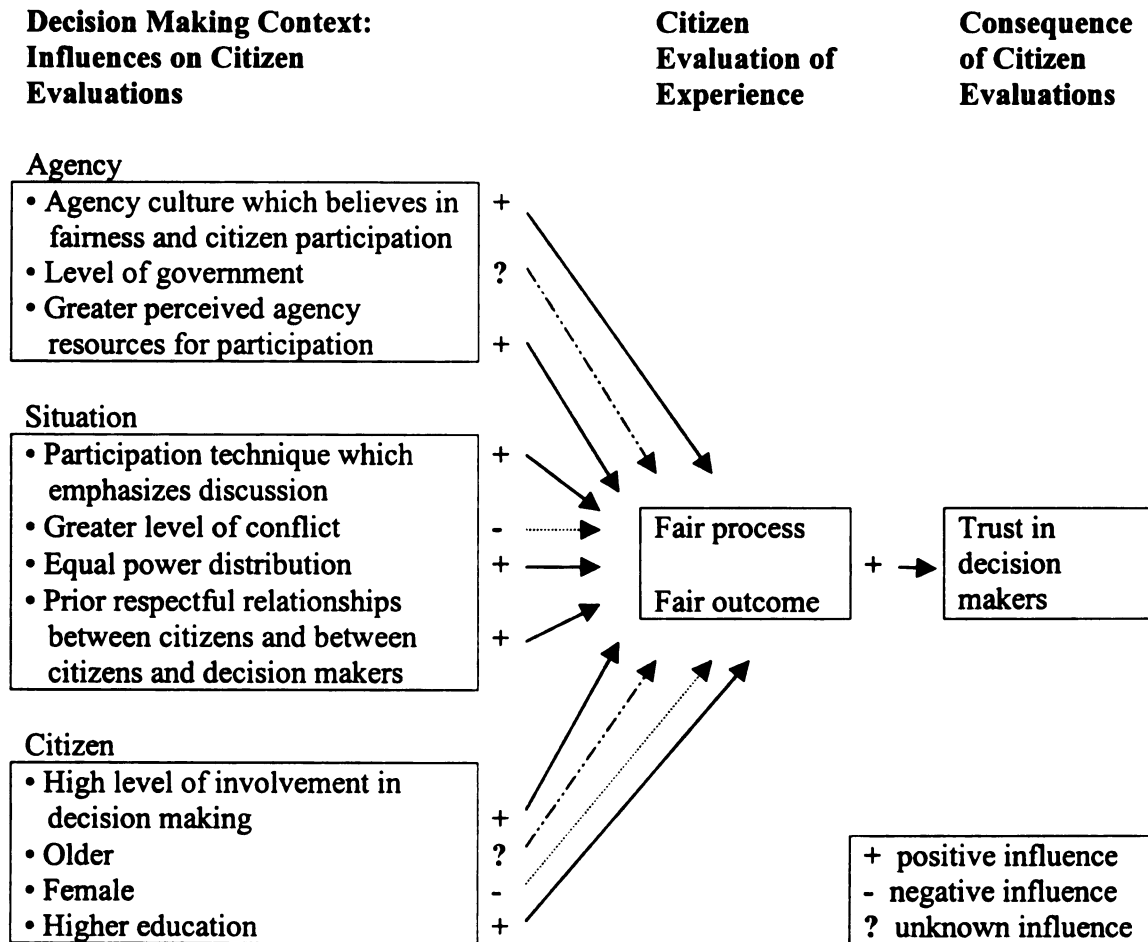 Decision Making Context:
Influences on Citizen
Evaluations
Citizen
Evaluation of
Experience
Consequence
of Citizen
Evaluations
Agency
• Agency culture which believes in
fairness and citizen participation
• Level of government
• Greater perceived agency
resources for participation
+
?
+
Situation
• Participation technique which
emphasizes discussion
• Greater level of conflict
• Equal power distribution
• Prior respectful relationships
between citizens and between
citizens and decision makers
+
-
+
+
Fair process
Fair outcome
+
Trust in
decision
makers
Citizen
• High level of involvement in
decision making
• Older
• Female
• Higher education
+
?
-
+
+ positive influence
- negative influence
? unknown influence